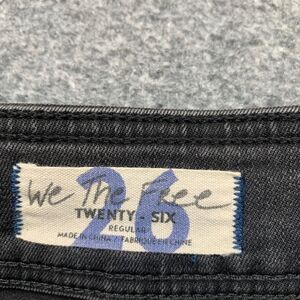 We The Free
26
TWENTY - SIX
REGULAR
MADE IN CHINA / FABRIQUÉ EN CHINE